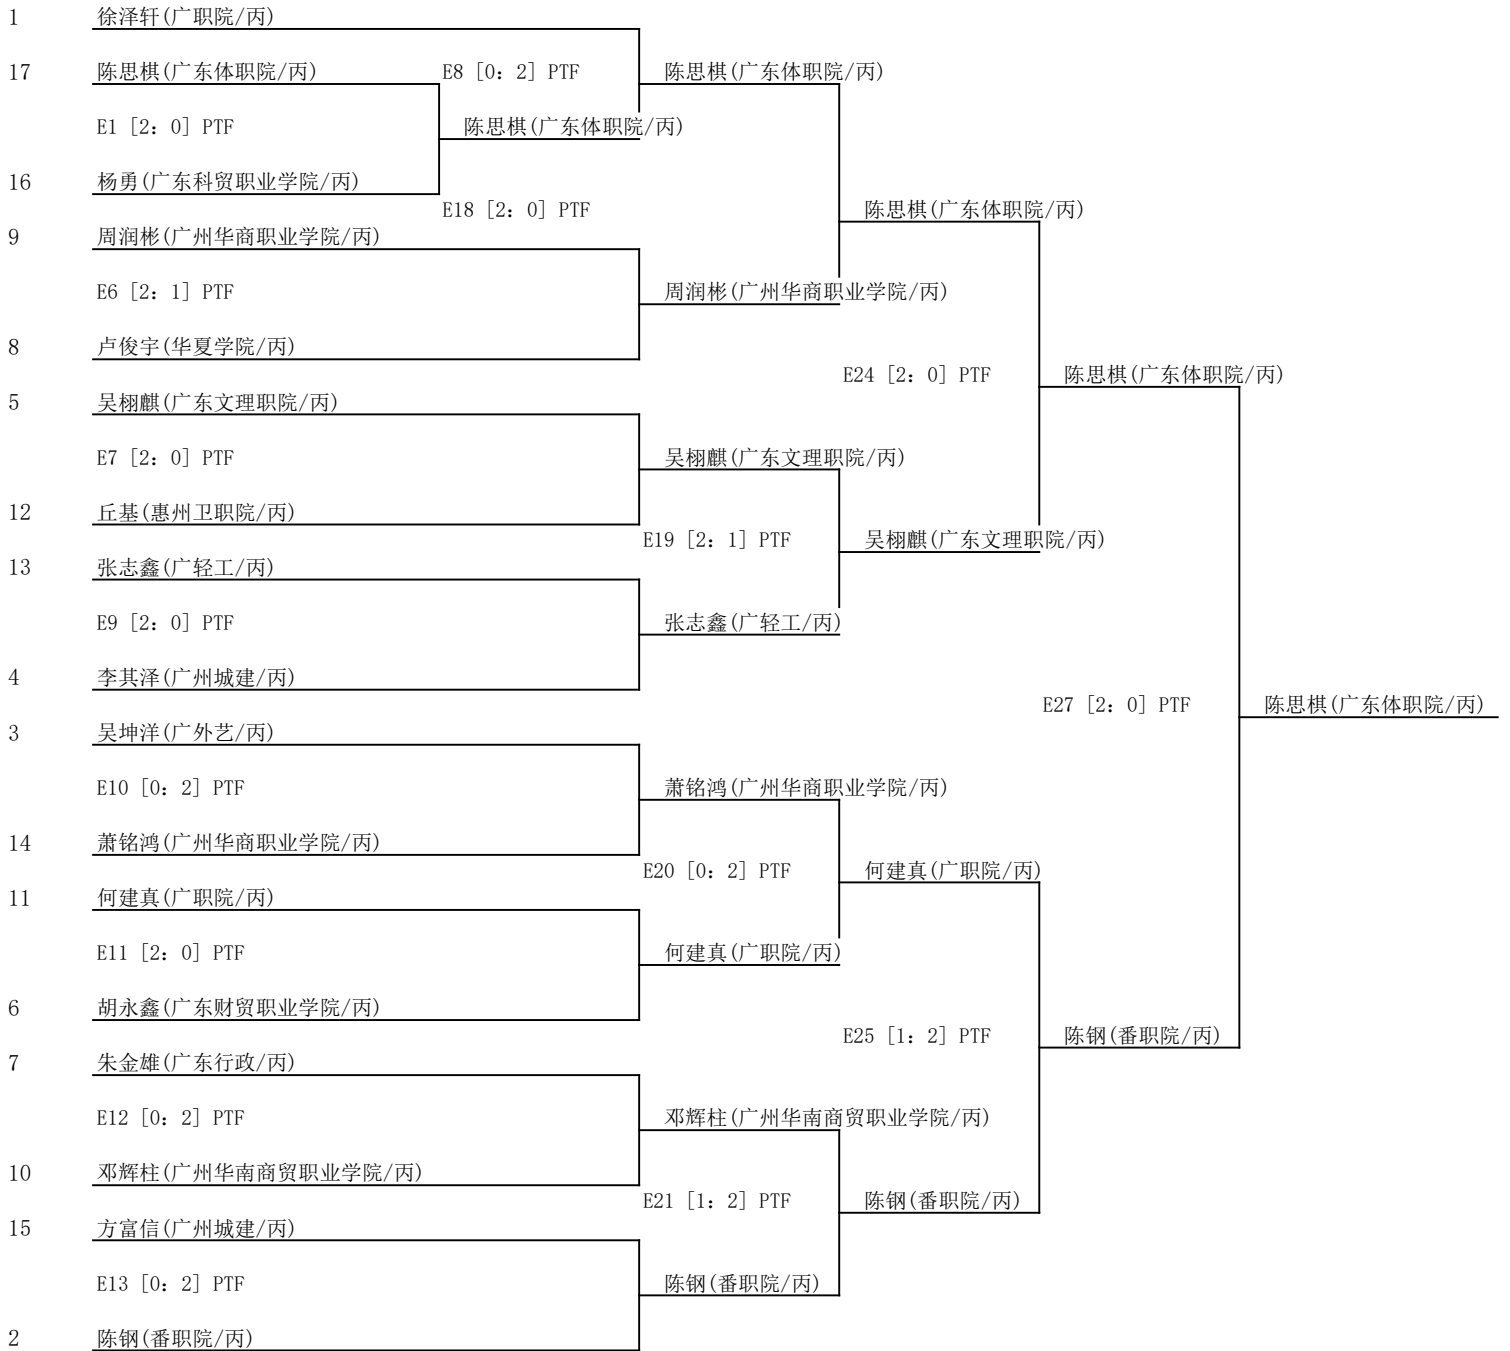 1 徐泽轩(广职院/丙)
17 陈思棋(广东体职院/丙) E8 [0: 2] PTF 陈思棋(广东体职院/丙)
E1 [2: 0] PTF 陈思棋(广东体职院/丙)
16 杨勇(广东科贸职业学院/丙)
E18 [2: 0] PTF 陈思棋(广东体职院/丙)
9 周润彬(广州华商职业学院/丙)
E6 [2: 1] PTF 周润彬(广州华商职业学院/丙)
8 卢俊宇(华夏学院/丙)
E24 [2: 0] PTF 陈思棋(广东体职院/丙)
5 吴栩麒(广东文理职院/丙)
E7 [2: 0] PTF 吴栩麒(广东文理职院/丙)
12 丘基(惠州卫职院/丙)
E19 [2: 1] PTF 吴栩麒(广东文理职院/丙)
13 张志鑫(广轻工/丙)
E9 [2: 0] PTF 张志鑫(广轻工/丙)
4 李其泽(广州城建/丙)
E27 [2: 0] PTF 陈思棋(广东体职院/丙)
3 吴坤洋(广外艺/丙)
E10 [0: 2] PTF 萧铭鸿(广州华商职业学院/丙)
14 萧铭鸿(广州华商职业学院/丙)
E20 [0: 2] PTF 何建真(广职院/丙)
11 何建真(广职院/丙)
E11 [2: 0] PTF 何建真(广职院/丙)
6 胡永鑫(广东财贸职业学院/丙)
E25 [1: 2] PTF 陈钢(番职院/丙)
7 朱金雄(广东行政/丙)
E12 [0: 2] PTF 邓辉柱(广州华南商贸职业学院/丙)
10 邓辉柱(广州华南商贸职业学院/丙)
E21 [1: 2] PTF 陈钢(番职院/丙)
15 方富信(广州城建/丙)
E13 [0: 2] PTF 陈钢(番职院/丙)
2 陈钢(番职院/丙)